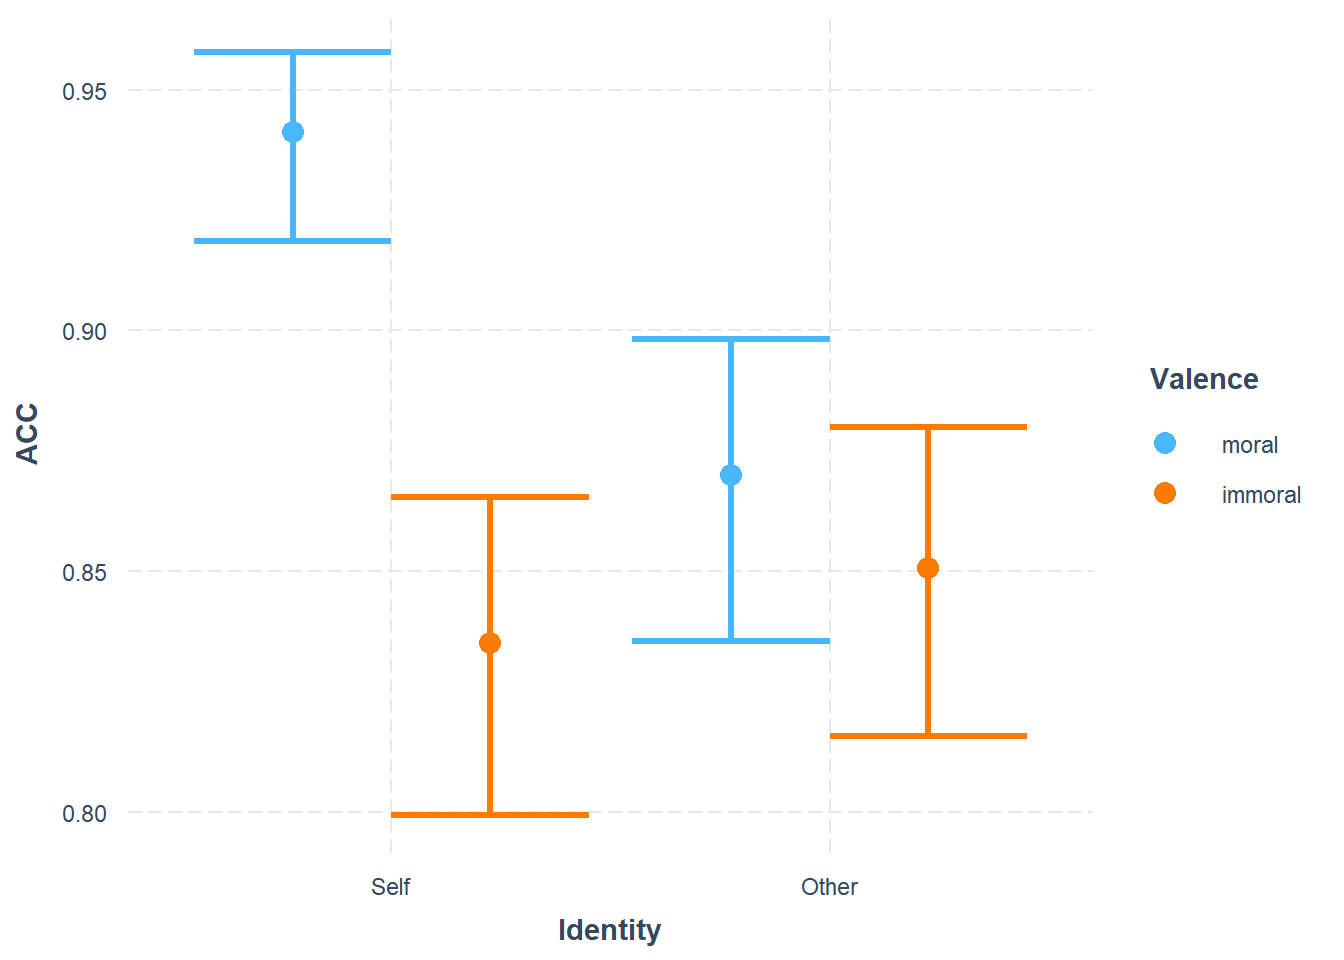 ACC
0.95
0.90
0.85
0.80
Self
Other
Identity
Valence
moral
immoral